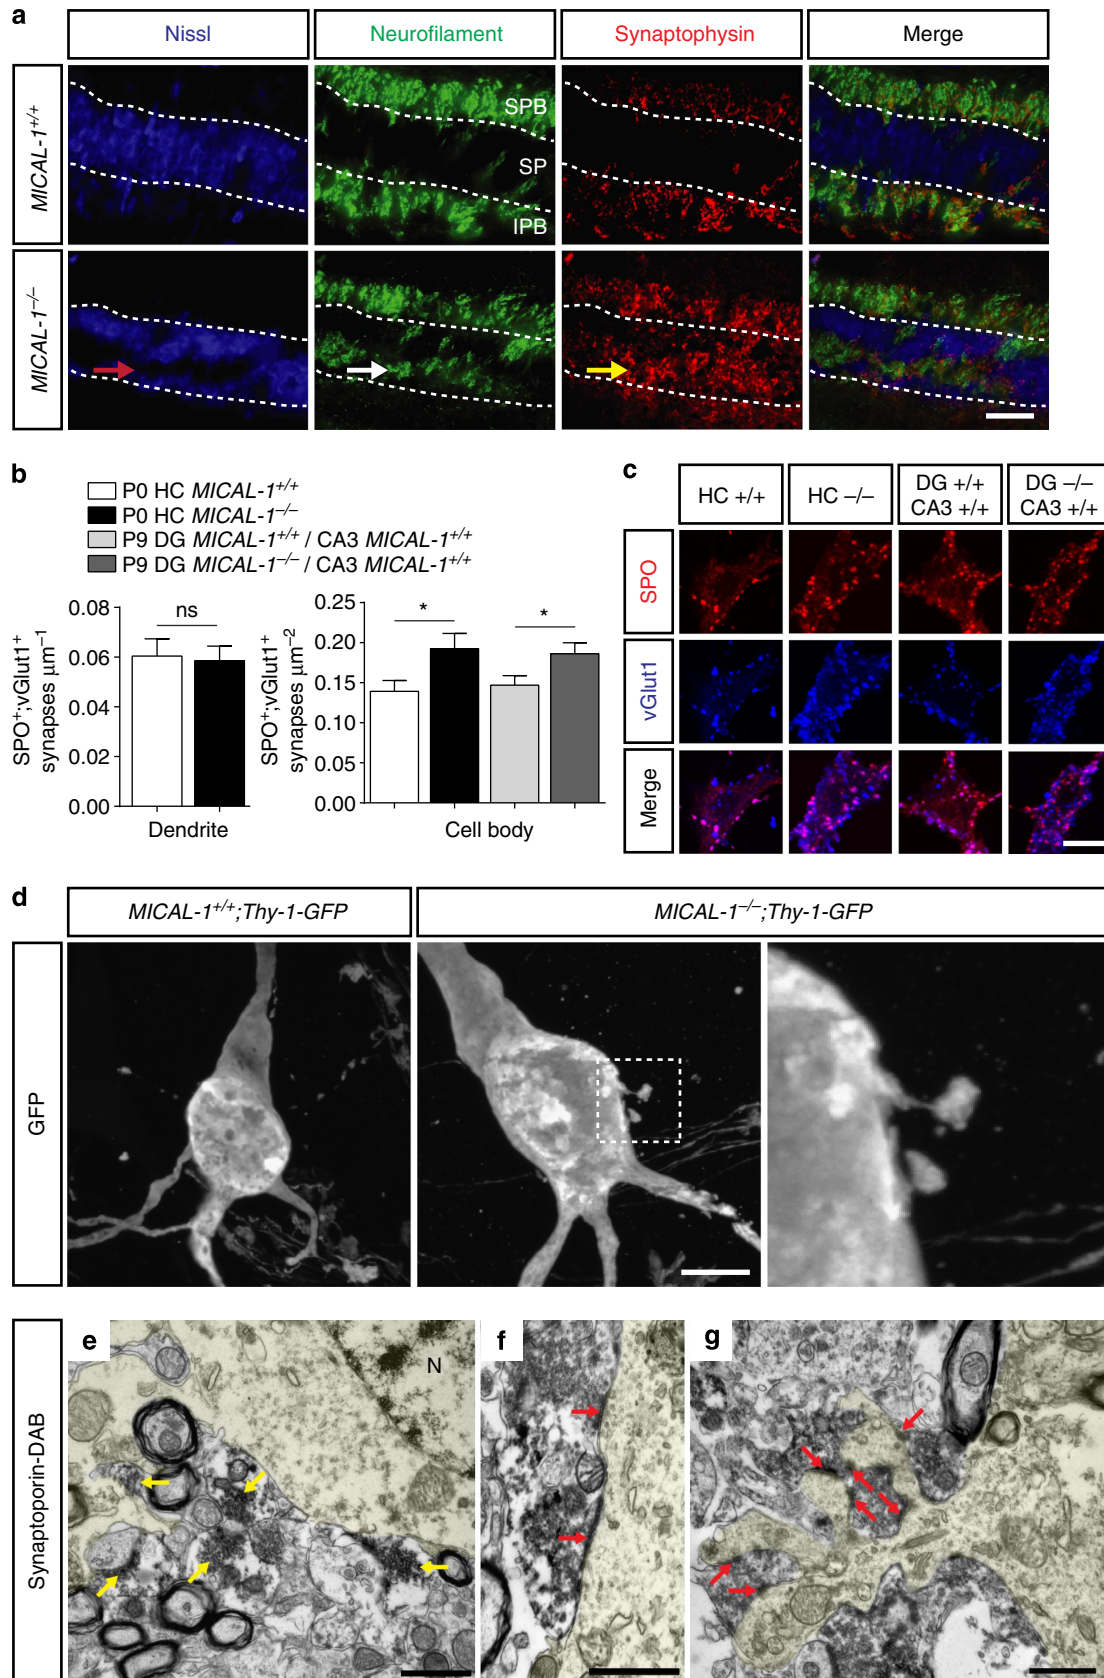 a
Nissl
Neurofilament
Synaptophysin
Merge
MICAL-1+/+
SPB
SP
IPB
MICAL-1–/–
b
P0 HC MICAL-1+/+
P0 HC MICAL-1–/–
P9 DG MICAL-1+/+ / CA3 MICAL-1+/+
P9 DG MICAL-1–/– / CA3 MICAL-1+/+
SPO+;vGlut1+
synapses μm–1
0.08
0.06
0.04
0.02
0.00
ns
Dendrite
SPO+;vGlut1+
synapses μm–2
0.25
0.20
0.15
0.10
0.05
0.00
*
*
Cell body
c
HC +/+
HC –/–
DG +/+
CA3 +/+
DG –/–
CA3 +/+
SPO
vGlut1
Merge
d
MICAL-1+/+;Thy-1-GFP
MICAL-1–/–;Thy-1-GFP
GFP
Synaptoporin-DAB
e
N
f
g